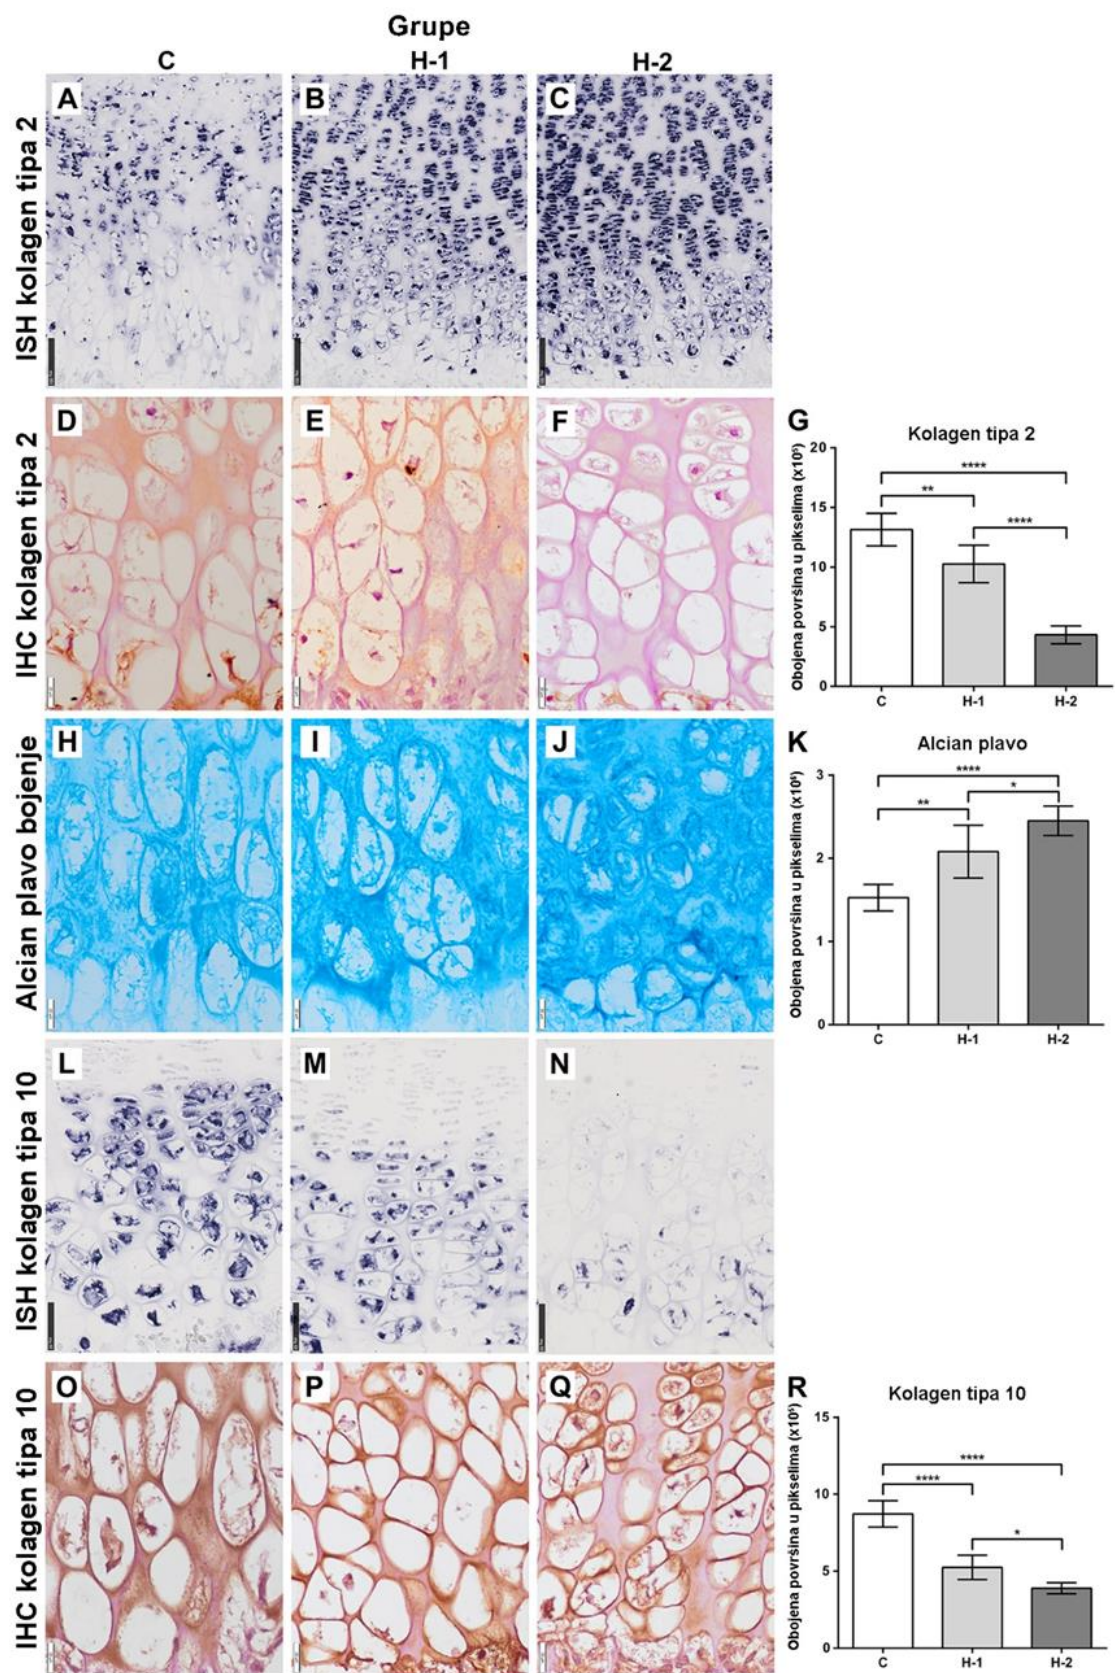 Grupe
C H-1 H-2
ISH kolagen tipa 2
A B C
IHC kolagen tipa 2
D E F
G
Kolagen tipa 2
Obojena površina u pikselima (x10⁵)
20
15
10
5
0
****
**
****
C H-1 H-2
Alcian plavo bojenje
H I J
K
Alcian plavo
Obojena površina u pikselima (x10⁶)
3
2
1
0
****
*
**
C H-1 H-2
ISH kolagen tipa 10
L M N
IHC kolagen tipa 10
O P Q
R
Kolagen tipa 10
Obojena površina u pikselima (x10⁵)
15
10
5
0
****
****
*
C H-1 H-2